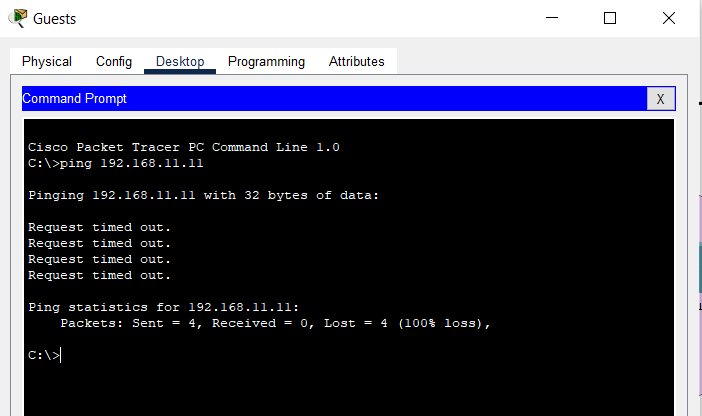 Guests
Physical Config Desktop Programming Attributes
Command Prompt X
Cisco Packet Tracer PC Command Line 1.0
C:\>ping 192.168.11.11
Pinging 192.168.11.11 with 32 bytes of data:
Request timed out.
Request timed out.
Request timed out.
Request timed out.
Ping statistics for 192.168.11.11:
    Packets: Sent = 4, Received = 0, Lost = 4 (100% loss),
C:\>